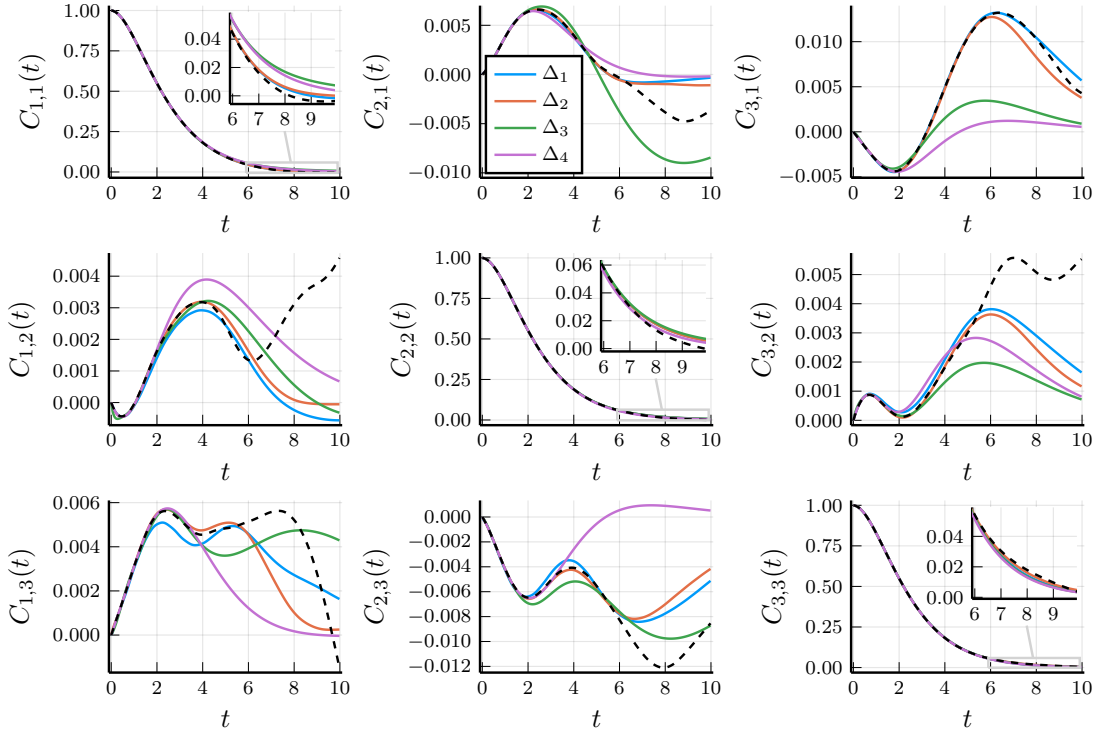 C₁,₁(t)
1.00
0.75
0.50
0.25
0.00
0 2 4 6 8 10
t
0.04
0.02
0.00
6 7 8 9
C₂,₁(t)
0.005
0.000
−0.005
−0.010
0 2 4 6 8 10
t
Δ₁
Δ₂
Δ₃
Δ₄
C₃,₁(t)
0.010
0.005
0.000
−0.005
0 2 4 6 8 10
t
C₁,₂(t)
0.004
0.003
0.002
0.001
0.000
0 2 4 6 8 10
t
C₂,₂(t)
1.00
0.75
0.50
0.25
0.00
0 2 4 6 8 10
t
0.06
0.04
0.02
0.00
6 7 8 9
C₃,₂(t)
0.005
0.004
0.003
0.002
0.001
0.000
0 2 4 6 8 10
t
C₁,₃(t)
0.006
0.004
0.002
0.000
0 2 4 6 8 10
t
C₂,₃(t)
0.000
−0.002
−0.004
−0.006
−0.008
−0.010
−0.012
0 2 4 6 8 10
t
C₃,₃(t)
1.00
0.75
0.50
0.25
0.00
0 2 4 6 8 10
t
0.04
0.02
0.00
6 7 8 9